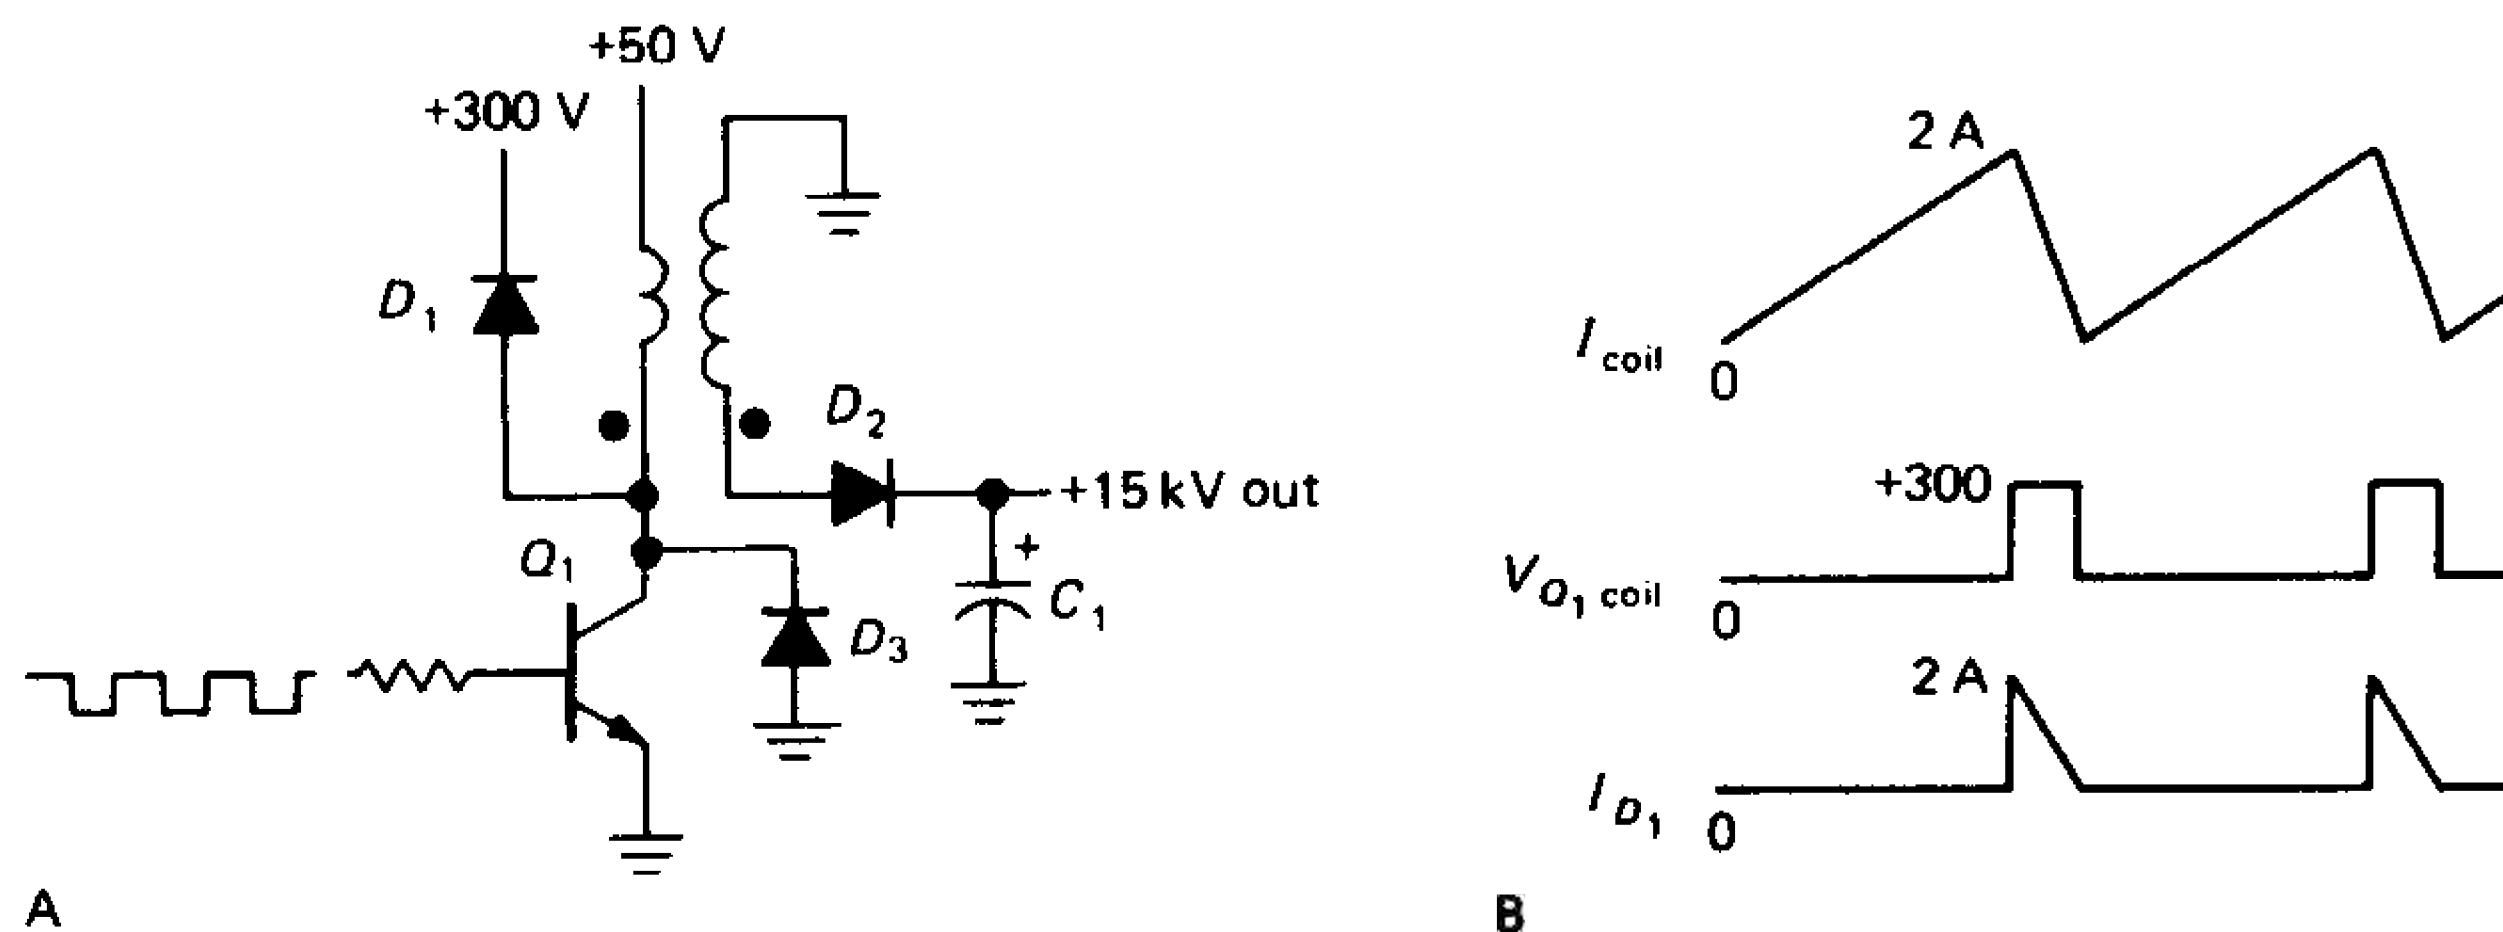 +50 V
+300 V
D1
D2
+15 kV out
Q1
+
C1
D3
A
2 A
Icoil
0
+300
VQ1 coil
0
2 A
ID1
0
B